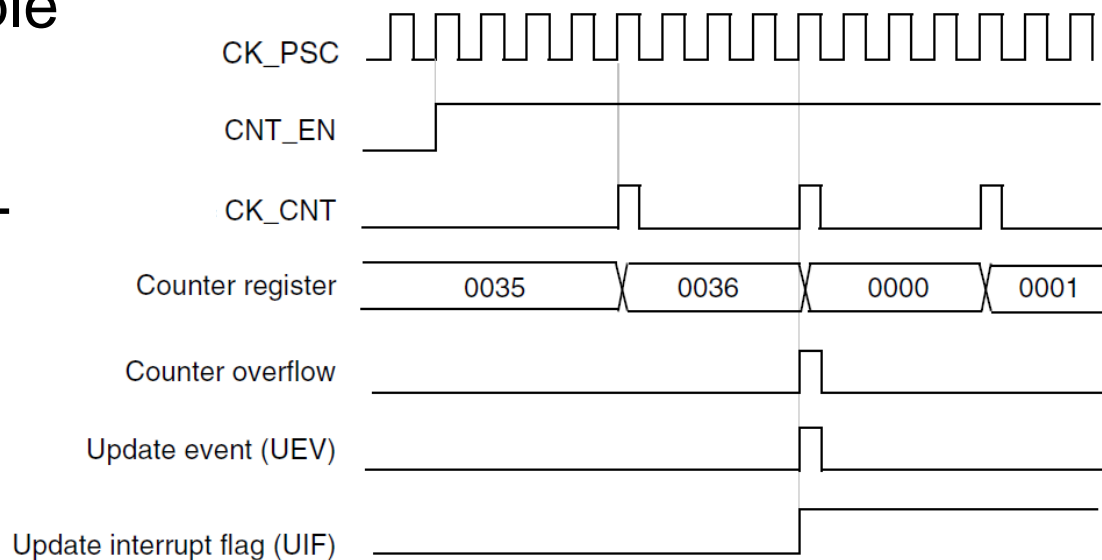 CK_PSC
CNT_EN
CK_CNT
Counter register 0035 0036 0000 0001
Counter overflow
Update event (UEV)
Update interrupt flag (UIF)